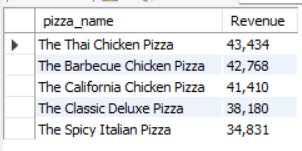 pizza_name Revenue
The Thai Chicken Pizza 43,434
The Barbecue Chicken Pizza 42,768
The California Chicken Pizza 41,410
The Classic Deluxe Pizza 38,180
The Spicy Italian Pizza 34,831